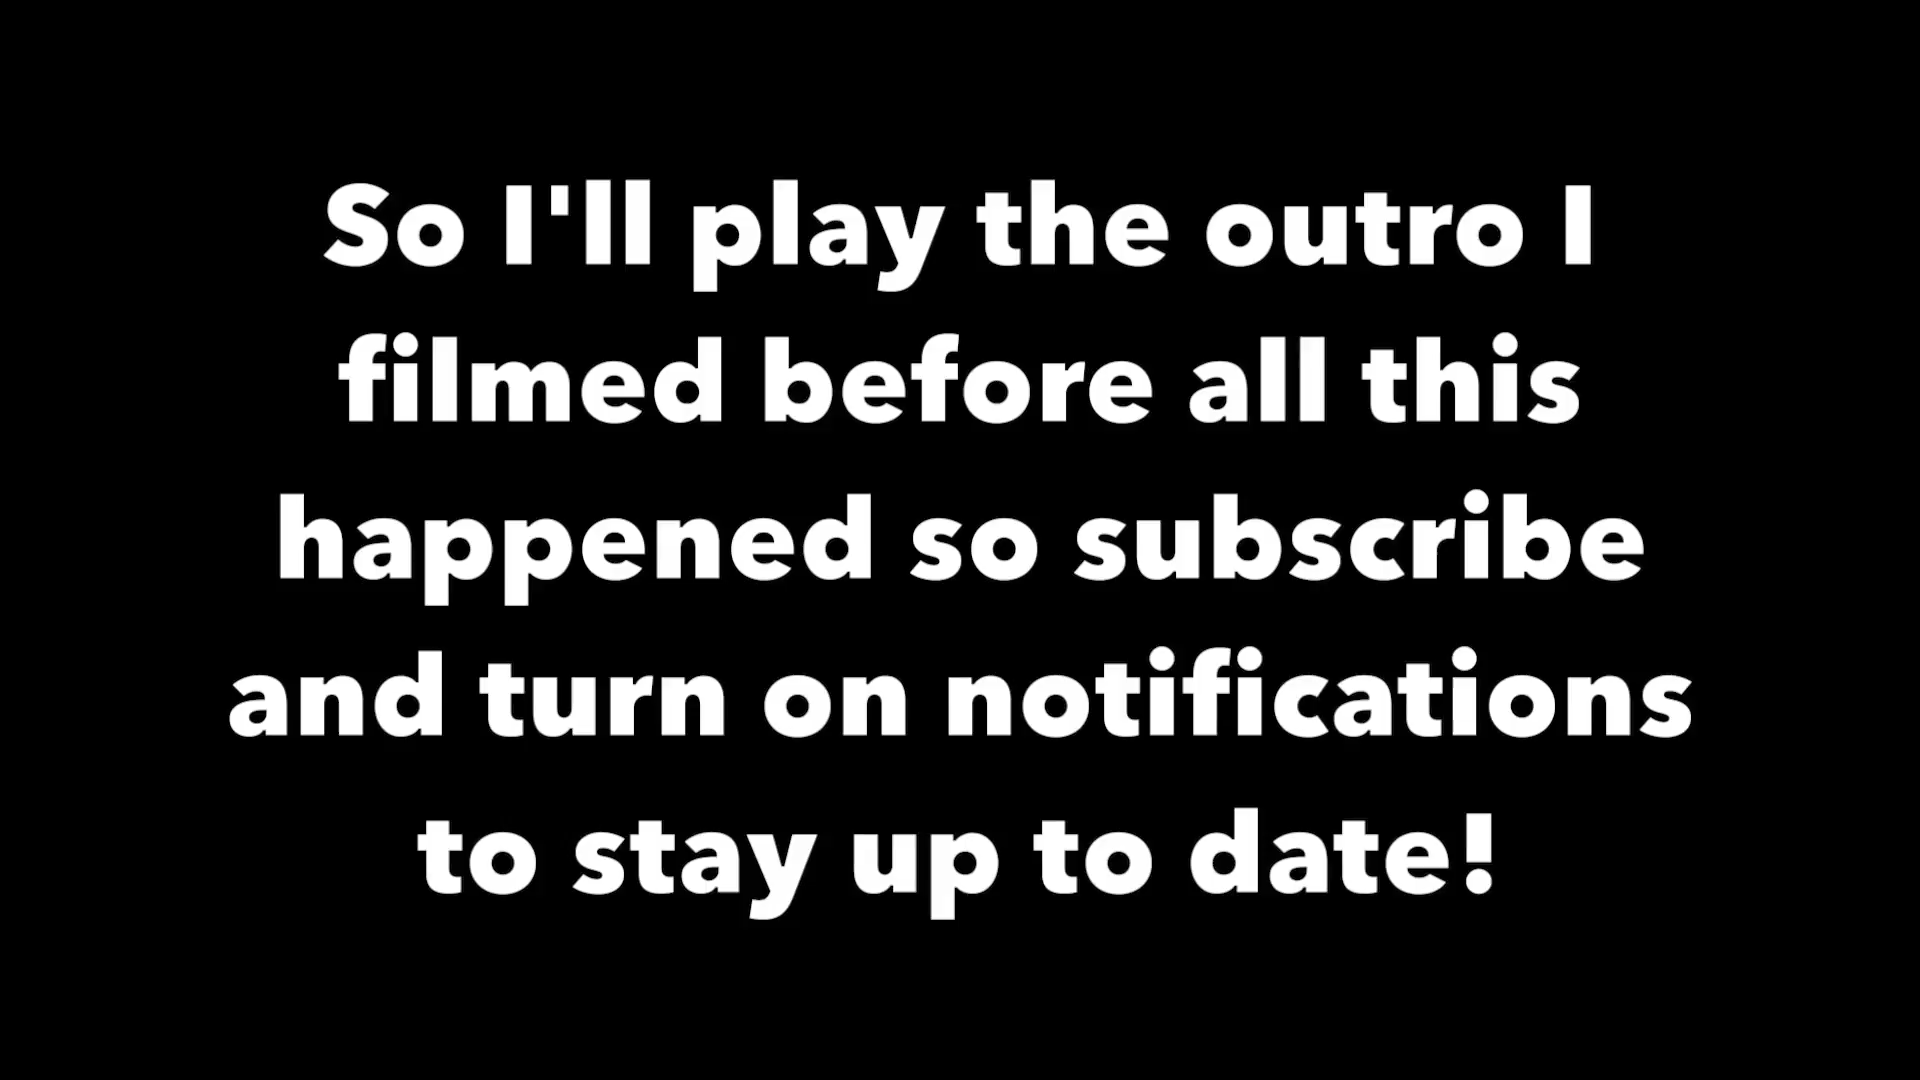 So I'll play the outro I
filmed before all this
happened so subscribe
and turn on notifications
to stay up to date!